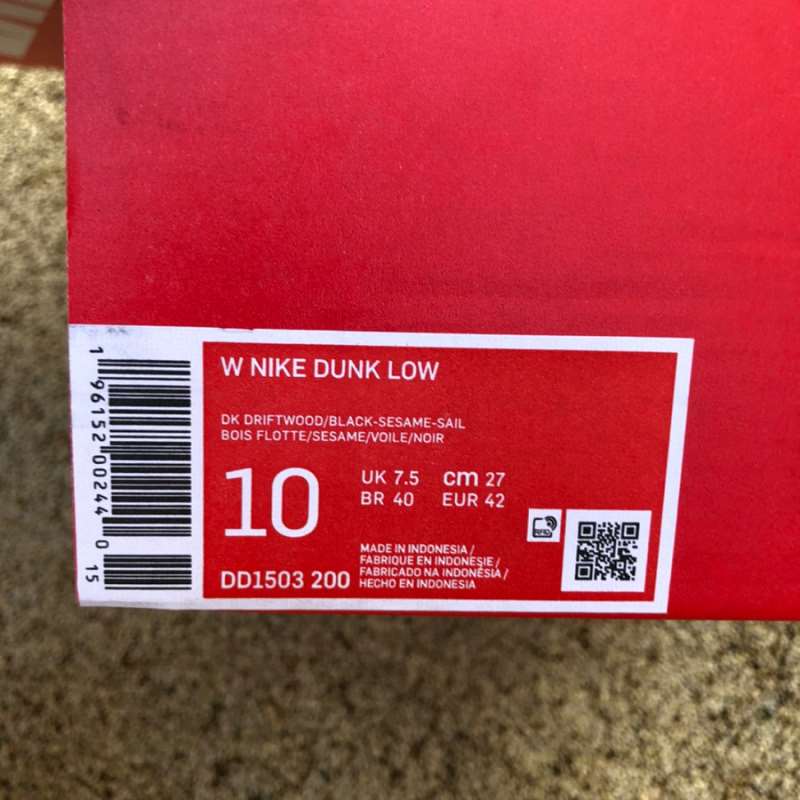 W NIKE DUNK LOW
DK DRIFTWOOD/BLACK-SESAME-SAIL
BOIS FLOTTE/SESAME/VOILE/NOIR
10
UK 7.5 cm 27
BR 40 EUR 42
DD1503 200
MADE IN INDONESIA /
FABRIQUE EN INDONESIE /
FABRICADO NA INDONÉSIA /
HECHO EN INDONESIA
RFID
1 96152 00244 0
15